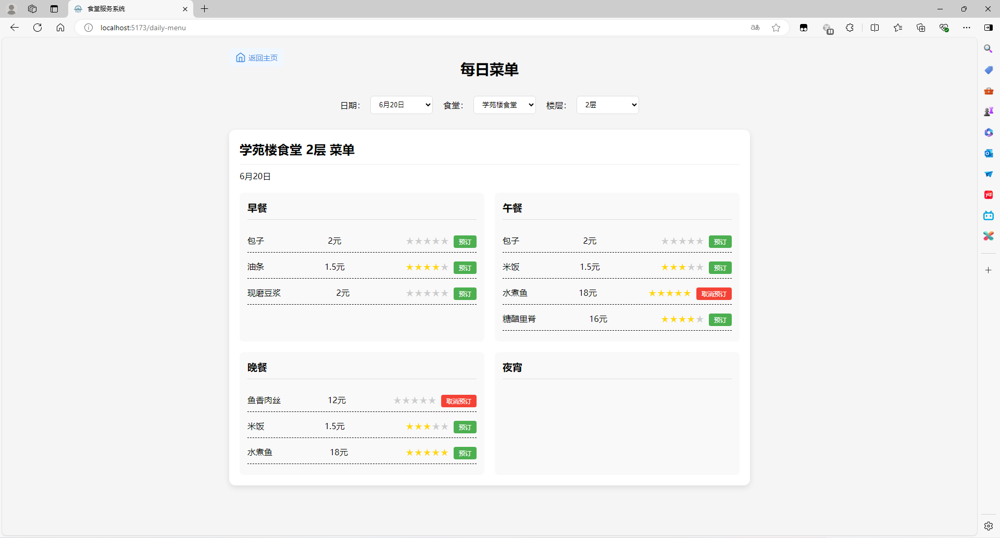 食堂服务系统
localhost:5173/daily-menu
aあ
返回主页
每日菜单
日期： 6月20日 食堂： 学苑楼食堂 楼层： 2层
学苑楼食堂 2层 菜单
6月20日
早餐
包子 2元 预订
油条 1.5元 预订
现磨豆浆 2元 预订
午餐
包子 2元 预订
米饭 1.5元 预订
水煮鱼 18元 取消预订
糖醋里脊 16元 预订
晚餐
鱼香肉丝 12元 取消预订
米饭 1.5元 预订
水煮鱼 18元 预订
夜宵
yd